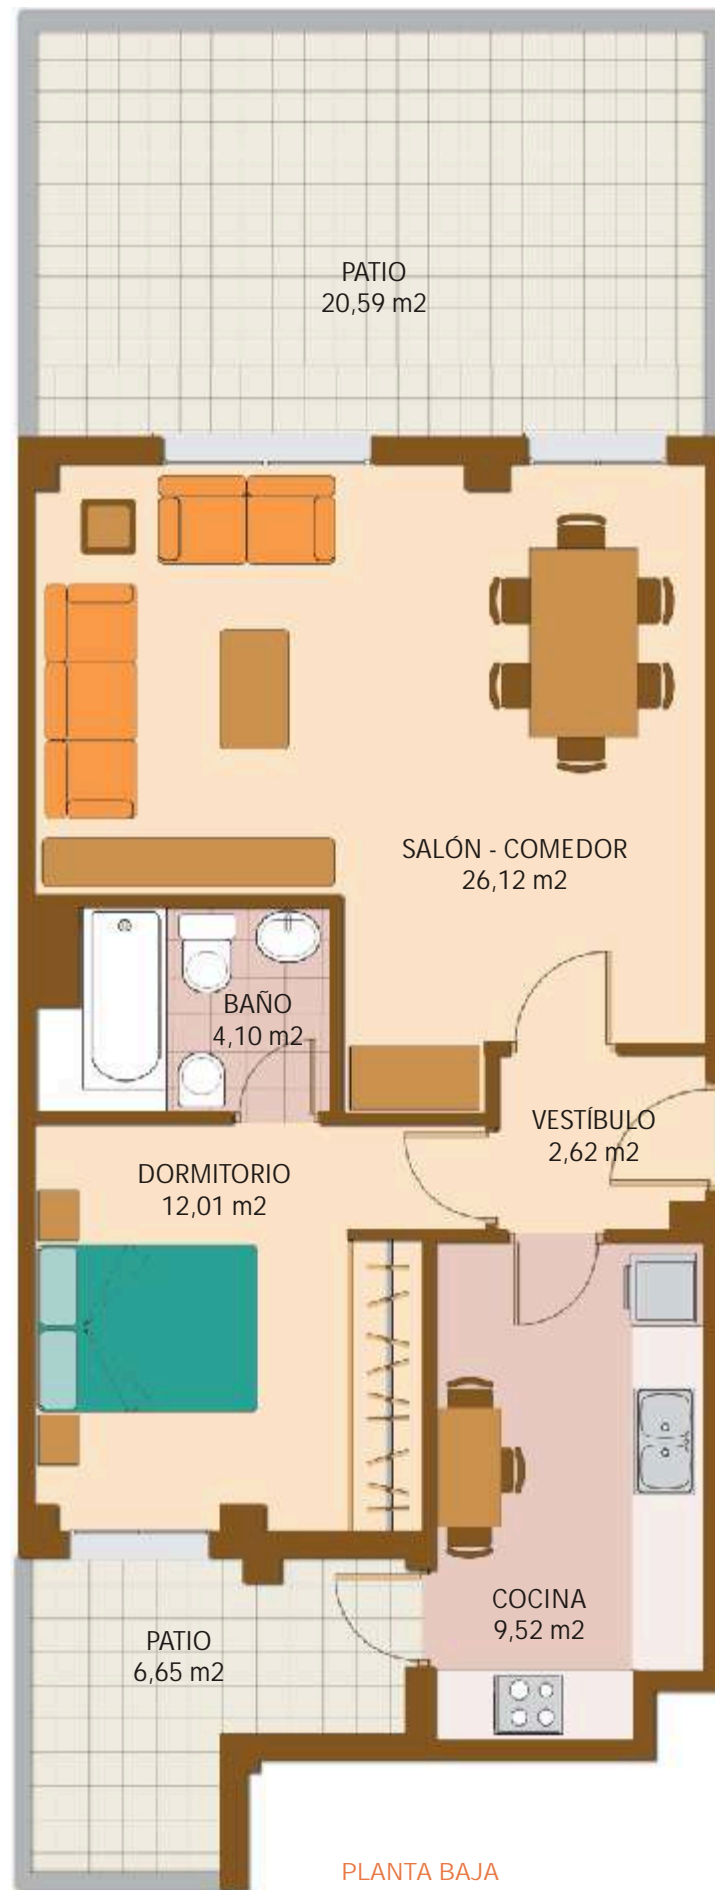 PATIO
20,59 m2
SALÓN - COMEDOR
26,12 m2
BAÑO
4,10 m2
VESTÍBULO
2,62 m2
DORMITORIO
12,01 m2
COCINA
9,52 m2
PATIO
6,65 m2
PLANTA BAJA